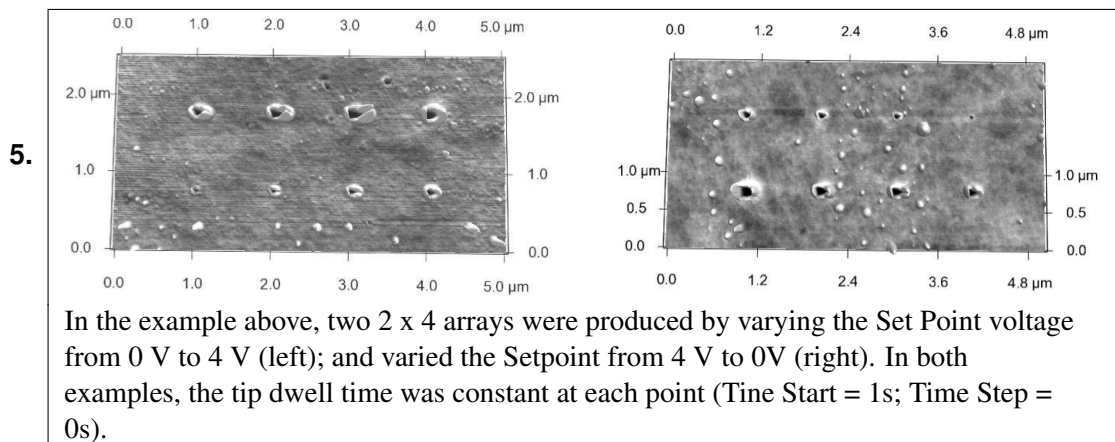 0.0 1.0 2.0 3.0 4.0 5.0 µm
0.0 1.2 2.4 3.6 4.8 µm
2.0 µm
2.0 µm
5.
1.0
1.0
1.0 µm
1.0 µm
0.5
0.5
0.0
0.0
0.0
0.0
0.0 1.0 2.0 3.0 4.0 5.0 µm
0.0 1.2 2.4 3.6 4.8 µm
In the example above, two 2 x 4 arrays were produced by varying the Set Point voltage
from 0 V to 4 V (left); and varied the Setpoint from 4 V to 0V (right). In both
examples, the tip dwell time was constant at each point (Tine Start = 1s; Time Step =
0s).